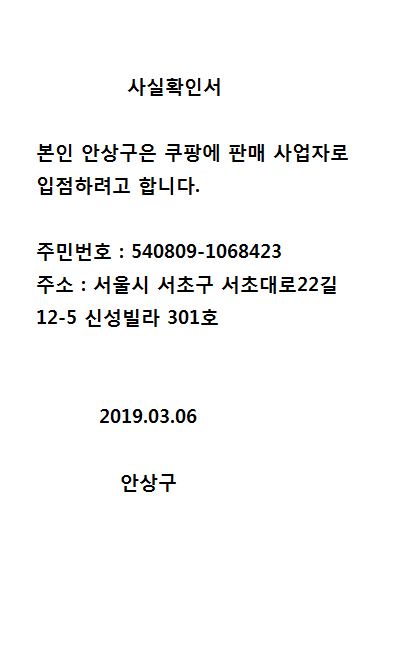 사실확인서
본인 안상구은 쿠팡에 판매 사업자로
입점하려고 합니다.
주민번호 : 540809-1068423
주소 : 서울시 서초구 서초대로22길
12-5 신성빌라 301호
2019.03.06
안상구